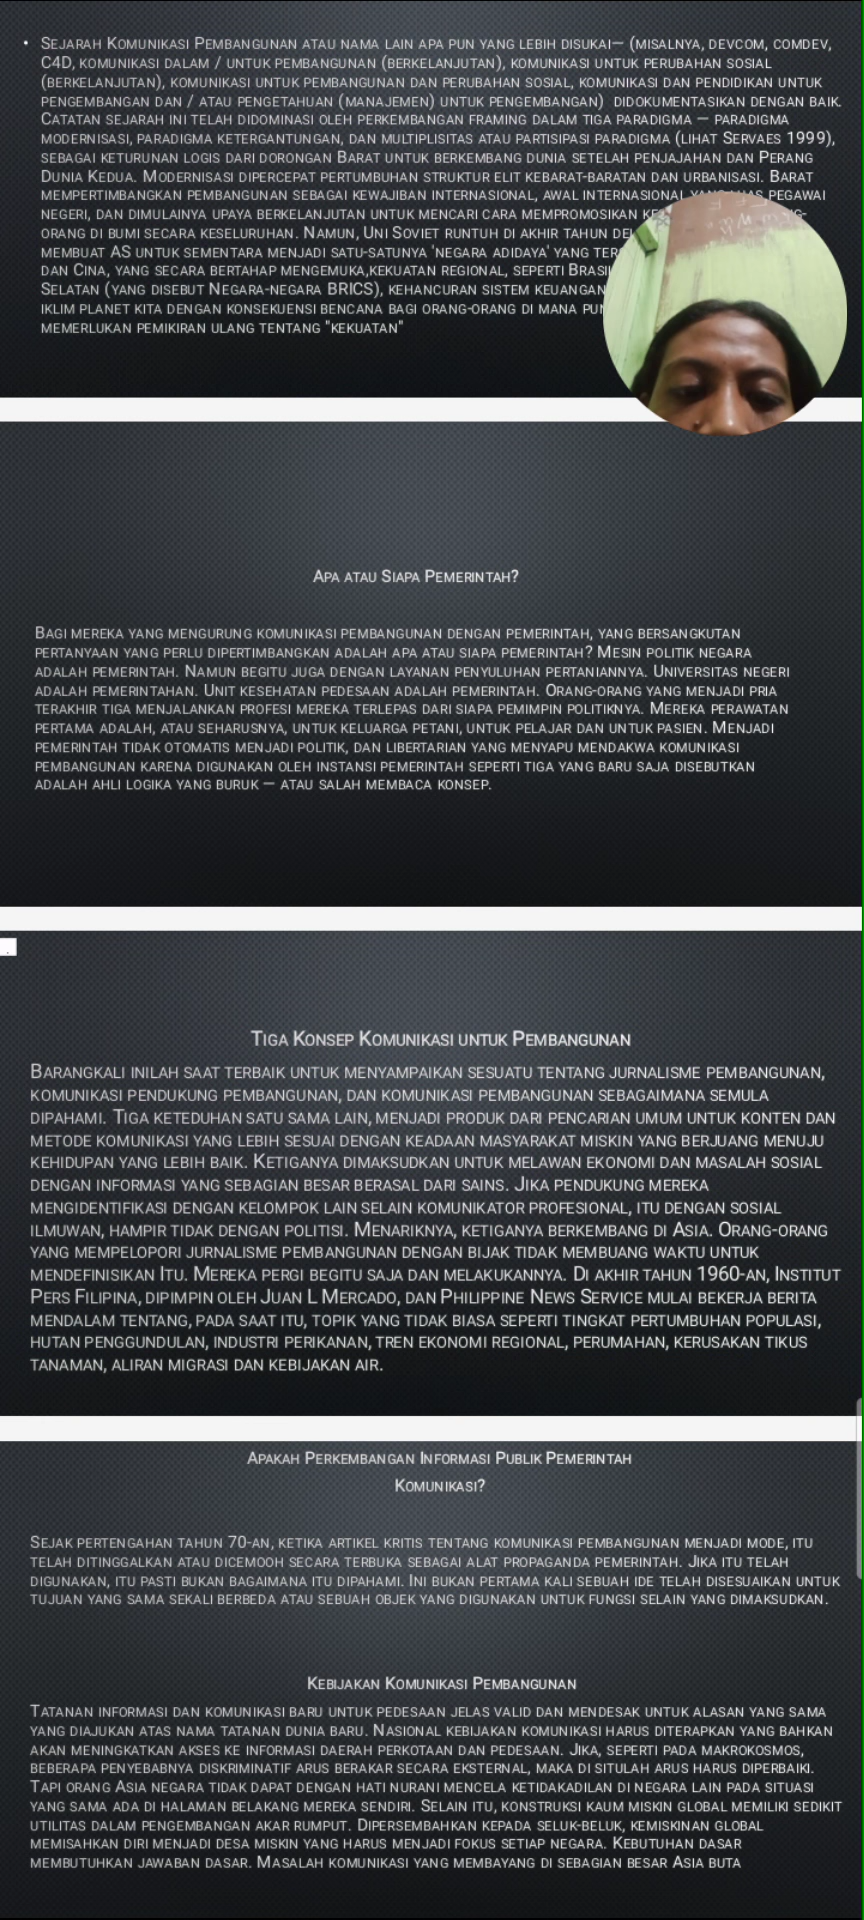 • Sejarah Komunikasi Pembangunan atau nama lain apa pun yang lebih disukai— (misalnya, devcom, comdev,
C4D, komunikasi dalam / untuk pembangunan (berkelanjutan), komunikasi untuk perubahan sosial
(berkelanjutan), komunikasi untuk pembangunan dan perubahan sosial, komunikasi dan pendidikan untuk
pengembangan dan / atau pengetahuan (manajemen) untuk pengembangan) didokumentasikan dengan baik.
Catatan sejarah ini telah didominasi oleh perkembangan framing dalam tiga paradigma — paradigma
modernisasi, paradigma ketergantungan, dan multiplisitas atau partisipasi paradigma (lihat Servaes 1999),
sebagai keturunan logis dari dorongan Barat untuk berkembang dunia setelah penjajahan dan Perang
Dunia Kedua. Modernisasi dipercepat pertumbuhan struktur elit kebarat-baratan dan urbanisasi. Barat
mempertimbangkan pembangunan sebagai kewajiban internasional, awal internasional pegawai
negeri, dan dimulainya upaya berkelanjutan untuk mencari cara mempromosikan
orang di bumi secara keseluruhan. Namun, Uni Soviet runtuh di akhir tahun
membuat AS untuk sementara menjadi satu-satunya 'negara adidaya' yang
dan Cina, yang secara bertahap mengemuka,kekuatan regional, seperti
Selatan (yang disebut Negara-negara BRICS), kehancuran sistem keuangan
iklim planet kita dengan konsekuensi bencana bagi orang-orang di mana pun
memerlukan pemikiran ulang tentang "kekuatan"
Apa atau Siapa Pemerintah?
Bagi mereka yang mengurung komunikasi pembangunan dengan pemerintah, yang bersangkutan
pertanyaan yang perlu dipertimbangkan adalah apa atau siapa pemerintah? Mesin politik negara
adalah pemerintah. Namun begitu juga dengan layanan penyuluhan pertaniannya. Universitas negeri
adalah pemerintahan. Unit kesehatan pedesaan adalah pemerintah. Orang-orang yang menjadi pria
terakhir tiga menjalankan profesi mereka terlepas dari siapa pemimpin politiknya. Mereka perawatan
pertama adalah, atau seharusnya, untuk keluarga petani, untuk pelajar dan untuk pasien. Menjadi
pemerintah tidak otomatis menjadi politik, dan libertarian yang menyapu mendakwa komunikasi
pembangunan karena digunakan oleh instansi pemerintah seperti tiga yang baru saja disebutkan
adalah ahli logika yang buruk — atau salah membaca konsep.
Tiga Konsep Komunikasi untuk Pembangunan
Barangkali inilah saat terbaik untuk menyampaikan sesuatu tentang jurnalisme pembangunan,
komunikasi pendukung pembangunan, dan komunikasi pembangunan sebagaimana semula
dipahami. Tiga keteduhan satu sama lain, menjadi produk dari pencarian umum untuk konten dan
metode komunikasi yang lebih sesuai dengan keadaan masyarakat miskin yang berjuang menuju
kehidupan yang lebih baik. Ketiganya dimaksudkan untuk melawan ekonomi dan masalah sosial
dengan informasi yang sebagian besar berasal dari sains. Jika pendukung mereka
mengidentifikasi dengan kelompok lain selain komunikator profesional, itu dengan sosial
ilmuwan, hampir tidak dengan politisi. Menariknya, ketiganya berkembang di Asia. Orang-orang
yang mempelopori jurnalisme pembangunan dengan bijak tidak membuang waktu untuk
mendefinisikan Itu. Mereka pergi begitu saja dan melakukannya. Di akhir tahun 1960-an, Institut
Pers Filipina, dipimpin oleh Juan L Mercado, dan Philippine News Service mulai bekerja berita
mendalam tentang, pada saat itu, topik yang tidak biasa seperti tingkat pertumbuhan populasi,
hutan penggundulan, industri perikanan, tren ekonomi regional, perumahan, kerusakan tikus
tanaman, aliran migrasi dan kebijakan air.
Apakah Perkembangan Informasi Publik Pemerintah
Komunikasi?
Sejak pertengahan tahun 70-an, ketika artikel kritis tentang komunikasi pembangunan menjadi mode, itu
telah ditinggalkan atau dicemooh secara terbuka sebagai alat propaganda pemerintah. Jika itu telah
digunakan, itu pasti bukan bagaimana itu dipahami. Ini bukan pertama kali sebuah ide telah disesuaikan untuk
tujuan yang sama sekali berbeda atau sebuah objek yang digunakan untuk fungsi selain yang dimaksudkan.
Kebijakan Komunikasi Pembangunan
Tatanan informasi dan komunikasi baru untuk pedesaan jelas valid dan mendesak untuk alasan yang sama
yang diajukan atas nama tatanan dunia baru. Nasional kebijakan komunikasi harus diterapkan yang bahkan
akan meningkatkan akses ke informasi daerah perkotaan dan pedesaan. Jika, seperti pada makrokosmos,
beberapa penyebabnya diskriminatif arus berakar secara eksternal, maka di situlah arus harus diperbaiki.
Tapi orang Asia negara tidak dapat dengan hati nurani mencela ketidakadilan di negara lain pada situasi
yang sama ada di halaman belakang mereka sendiri. Selain itu, konstruksi kaum miskin global memiliki sedikit
utilitas dalam pengembangan akar rumput. Dipersembahkan kepada seluk-beluk, kemiskinan global
memisahkan diri menjadi desa miskin yang harus menjadi fokus setiap negara. Kebutuhan dasar
membutuhkan jawaban dasar. Masalah komunikasi yang membayang di sebagian besar Asia buta